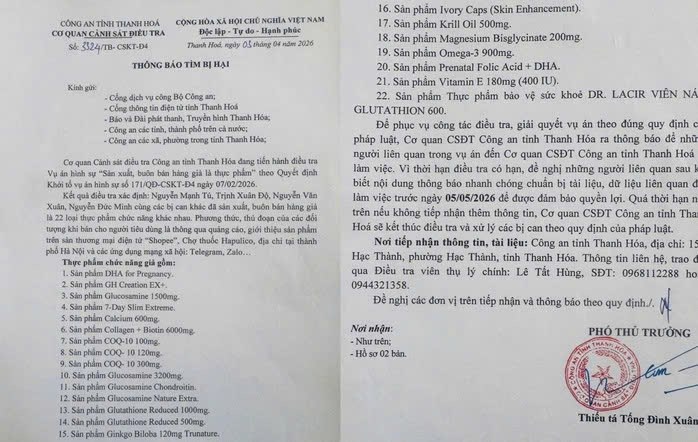 CÔNG AN TỈNH THANH HOÁ
CƠ QUAN CẢNH SÁT ĐIỀU TRA
Số: 3324/TB- CSKT-Đ4
CỘNG HÒA XÃ HỘI CHỦ NGHĨA VIỆT NAM
Độc lập - Tự do - Hạnh phúc
Thanh Hoá, ngày 03 tháng 04 năm 2026
THÔNG BÁO TÌM BỊ HẠI
Kính gửi:
- Cổng dịch vụ công Bộ Công an;
- Cổng thông tin điện tử tỉnh Thanh Hoá
- Báo và Đài phát thanh, Truyền hình Thanh Hóa;
- Công an các tỉnh, thành phố trên cả nước;
- Công an các xã, phường trong tỉnh Thanh Hóa;
Cơ quan Cảnh sát điều tra Công an tỉnh Thanh Hoá đang tiến hành điều tra
Vụ án hình sự "Sản xuất, buôn bán hàng giả là thực phẩm" theo Quyết định
Khởi tố vụ án hình sự số 171/QĐ-CSKT-Đ4 ngày 07/02/2026.
Kết quả điều tra xác định: Nguyễn Mạnh Tú, Trịnh Xuân Độ, Nguyễn Văn
Xuân, Nguyễn Đức Minh cùng các bị can khác đã sản xuất, buôn bán hàng giả
là 22 loại thực phẩm chức năng khác nhau. Phương thức, thủ đoạn của các đối
tượng khi bán cho người tiêu dùng là thông qua quảng cáo, giới thiệu sản phẩm
trên sàn thương mại điện tử "Shopee", Chợ thuốc Hapulico, địa chỉ tại thành
phố Hà Nội và các ứng dụng mạng xã hội: Telegram, Zalo…
Thực phẩm chức năng giả gồm:
1. Sản phẩm DHA for Pregnancy.
2. Sản phẩm GH Creation EX+.
3. Sản phẩm Glucosamine 1500mg.
4. Sản phẩm 7-Day Slim Extreme.
5. Sản phẩm Calcium 600mg.
6. Sản phẩm Collagen + Biotin 6000mg.
7. Sản phẩm COQ-10 100mg.
8. Sản phẩm COQ-10 120mg.
9. Sản phẩm COQ-10 300mg.
10. Sản phẩm Glucosamine 3200mg.
11. Sản phẩm Glucosamine Chondroitin.
12. Sản phẩm Glucosamine Nature Extra.
13. Sản phẩm Glutathione Reduced 1000mg.
14. Sản phẩm Glutathione Reduced 500mg.
15. Sản phẩm Ginkgo Biloba 120mg Trunature.
16. Sản phẩm Ivory Caps (Skin Enhancement).
17. Sản phẩm Krill Oil 500mg.
18. Sản phẩm Magnesium Bisglycinate 200mg.
19. Sản phẩm Omega-3 900mg.
20. Sản phẩm Prenatal Folic Acid + DHA.
21. Sản phẩm Vitamin E 180mg (400 IU).
22. Sản phẩm Thực phẩm bảo vệ sức khoẻ DR. LACIR VIÊN NÁ
GLUTATHION 600.
Để phục vụ công tác điều tra, giải quyết vụ án theo đúng quy định c
pháp luật, Cơ quan CSĐT Công an tỉnh Thanh Hóa ra thông báo để nhữ
người liên quan trong vụ án đến Cơ quan CSĐT Công an tỉnh Thanh Hoá
làm việc. Vì thời hạn điều tra có hạn, đề nghị những người liên quan sau k
biết nội dung thông báo nhanh chóng chuẩn bị tài liệu, dữ liệu liên quan đ
làm việc trước ngày 05/05/2026 để được đảm bảo quyền lợi. Quá thời hạn n
trên nếu không tiếp nhận thêm thông tin, Cơ quan CSĐT Công an tỉnh Than
Hoá sẽ kết thúc điều tra và xử lý các bị can theo quy định của pháp luật.
Nơi tiếp nhận thông tin, tài liệu: Công an tỉnh Thanh Hóa, địa chỉ: 15
Hạc Thành, phường Hạc Thành, tỉnh Thanh Hóa. Thông tin liên hệ, trao đ
qua Điều tra viên thụ lý chính: Lê Tất Hùng, SĐT: 0968112288 ho
0944321358.
Đề nghị các đơn vị trên tiếp nhận và thông báo theo quy định./.
Nơi nhận:
- Như trên;
- Hồ sơ 02 bản.
PHÓ THỦ TRƯỞNG
Thiếu tá Tống Đình Xuân